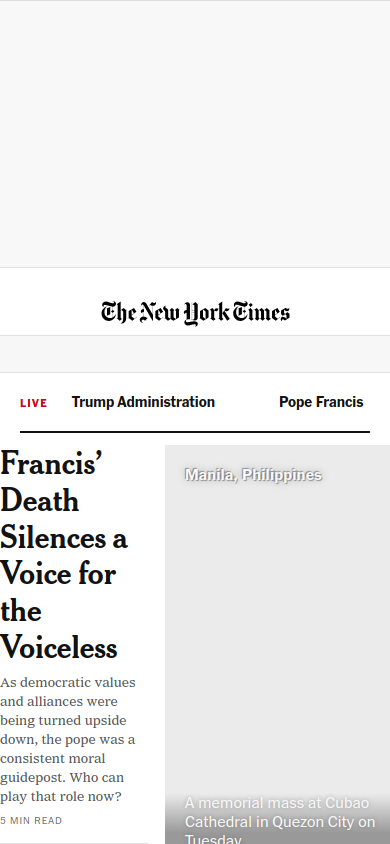 The New York Times
LIVE Trump Administration Pope Francis
Francis’
Death
Silences a
Voice for
the
Voiceless
As democratic values
and alliances were
being turned upside
down, the pope was a
consistent moral
guidepost. Who can
play that role now?
5 MIN READ
Manila, Philippines
A memorial mass at Cubao
Cathedral in Quezon City on
Tuesday